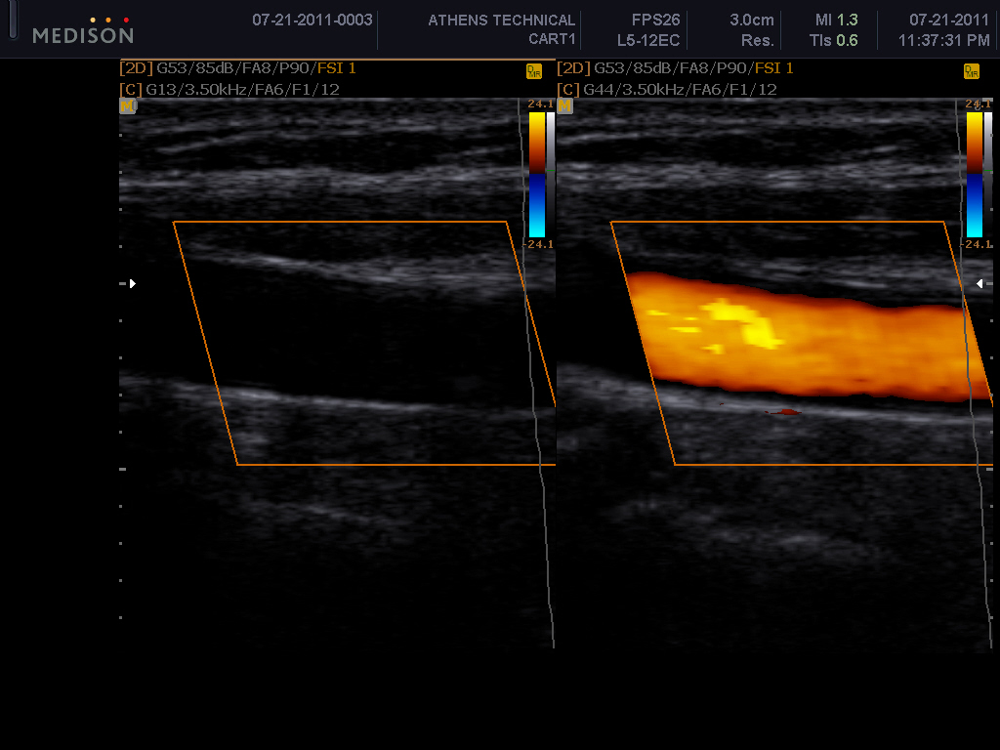 MEDISON
07-21-2011-0003
ATHENS TECHNICAL
CART1
FPS26
L5-12EC
3.0cm
Res.
MI 1.3
TIs 0.6
07-21-2011
11:37:31 PM
[2D] G53/85dB/FA8/P90/FSI 1
[C] G13/3.50kHz/FA6/F1/12
M
24.1
-24.1
[2D] G53/85dB/FA8/P90/FSI 1
[C] G44/3.50kHz/FA6/F1/12
M
24.1
-24.1